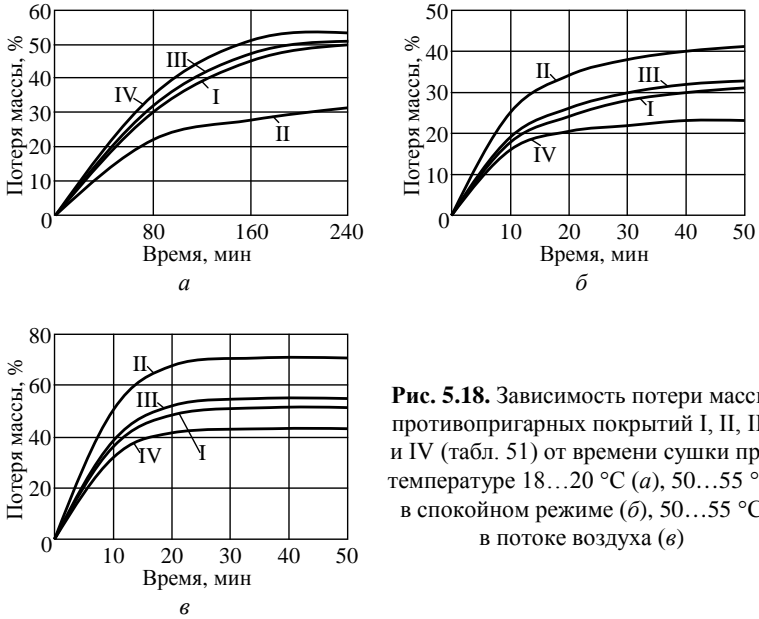 60
50
40
30
20
10
0
Потеря массы, %
IV
III
I
II
80
160
240
Время, мин
а
50
40
30
20
10
0
Потеря массы, %
II
III
I
IV
10
20
30
40
50
Время, мин
б
80
60
40
20
0
Потеря массы, %
II
III
IV
I
10
20
30
40
50
Время, мин
в
Рис. 5.18. Зависимость потери массы
противопригарных покрытий I, II,
и IV (табл. 51) от времени сушки
температуре 18...20 °C (а), 50...55
в спокойном режиме (б), 50...55 °C
в потоке воздуха (в)